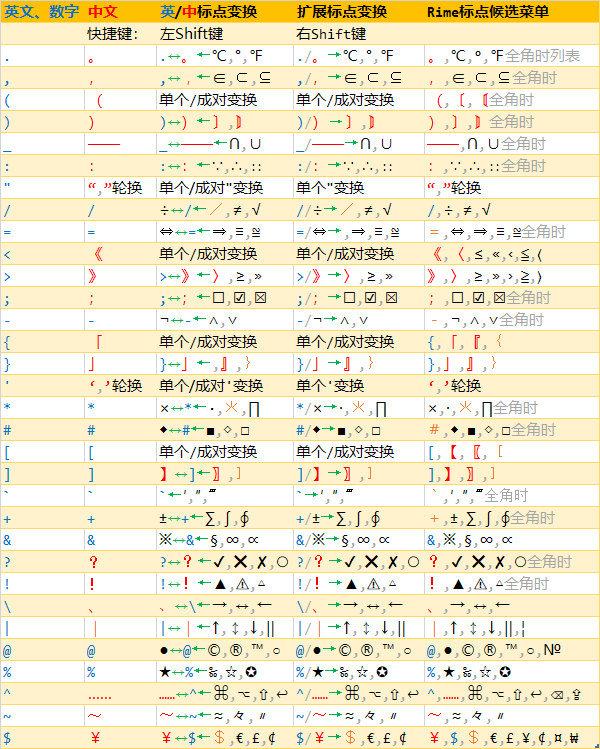 英文、数字 中文 英/中标点变换 扩展标点变换 Rime标点候选菜单
快捷键: 左Shift键 右Shift键
. 。 .↔。←℃,°,℉ ./。→℃,°,℉ 。,℃,°,℉全角时列表
, , ,↔,←∈,⊂,⊆ ,/,→∈,⊂,⊆ ,,∈,⊂,⊆全角时
( ( 单个/成对变换 单个/成对变换 (,〔,⦅全角时
) ) )↔)←〕,⦆ )/)→〕,⦆ ),〕,⦆全角时
_ —— _↔——←∩,∪ _/——→∩,∪ ——,∩,∪全角时
: : :↔:←∵,∴,∷ :/:→∵,∴,∷ :,∵,∴,∷全角时
" “,”轮换 单个/成对"变换 单个"变换 “,”轮换
/ / ÷↔/←/,≠,√ //÷→/,≠,√ /,÷,≠,√
= = ⇔↔=←⇒,≡,≌ =/⇔→⇒,≡,≌ =,⇔,⇒,≡,≌全角时
< 《 单个/成对变换 单个/成对变换 《,〈,≤,«,‹,≦,⟨
> 》 >↔》←〉,≥,» >/》→〉,≥,» 》,〉,≥,»,›,≧,⟩
; ; ;↔;←☐,☑,☒ ;/;→☐,☑,☒ ;,☐,☑,☒全角时
- - ¬↔-←∧,∨ -/¬→∧,∨ -,¬,∧,∨全角时
{ 「 单个/成对变换 单个/成对变换 {,「,『,{
} 」 }↔」←』,} }/」→』,} },」,』,}
' ‘,’轮换 单个/成对'变换 单个'变换 ‘,’轮换
* * ×↔*←·,※,∏ */×→·,※,∏ ×,·,※,∏全角时
# # ◆↔#←■,◇,□ #/◆→■,◇,□ #,◆,■,◇,□全角时
[ [ 单个/成对变换 单个/成对变换 [,【,〖,[
] ] 】↔]←〗,] ]/】→〗,] ],】,〗,]
` ` `←′,″,‴ `→′,″,‴ `,′,″,‴全角时
+ + ±↔+←∑,∫,∮ +/±→∑,∫,∮ +,±,∑,∫,∮全角时
& & ※↔&←§,∞,∝ &/※→§,∞,∝ &,※,§,∞,∝
? ? ?↔?←✓,✕,✗,○ ?/?→✓,✕,✗,○ ?,✓,✕,✗,○全角时
! ! !↔!←▲,⚠,△ !/!→▲,⚠,△ !,▲,⚠,△全角时
\ 、 、↔\←→,↔,← \/、→→,↔,← 、,→,↔,←
| | |↔|←↑,↕,↓,‖ |/|→↑,↕,↓,‖ |,↑,↕,↓,‖,¦
@ @ ●↔@←©,®,™,○ @/●→©,®,™,○ @,●,©,®,™,○,№
% % ★↔%←‰,☆,✪ %/★→‰,☆,✪ %,★,‰,☆,✪
^ …… ……↔^←⌘,⌥,⇧,↩ ^/……→⌘,⌥,⇧,↩ ^,……,⌘,⌥,⇧,↩,⌫,⇪
~ ~ ~↔~←≈,々,〃 ~/~→≈,々,〃 ~,~,≈,々,〃
$ ¥ ¥↔$←$,€,£,¢ $/¥→$,€,£,¢ ¥,$,$,€,£,¥,¢,¤,₩